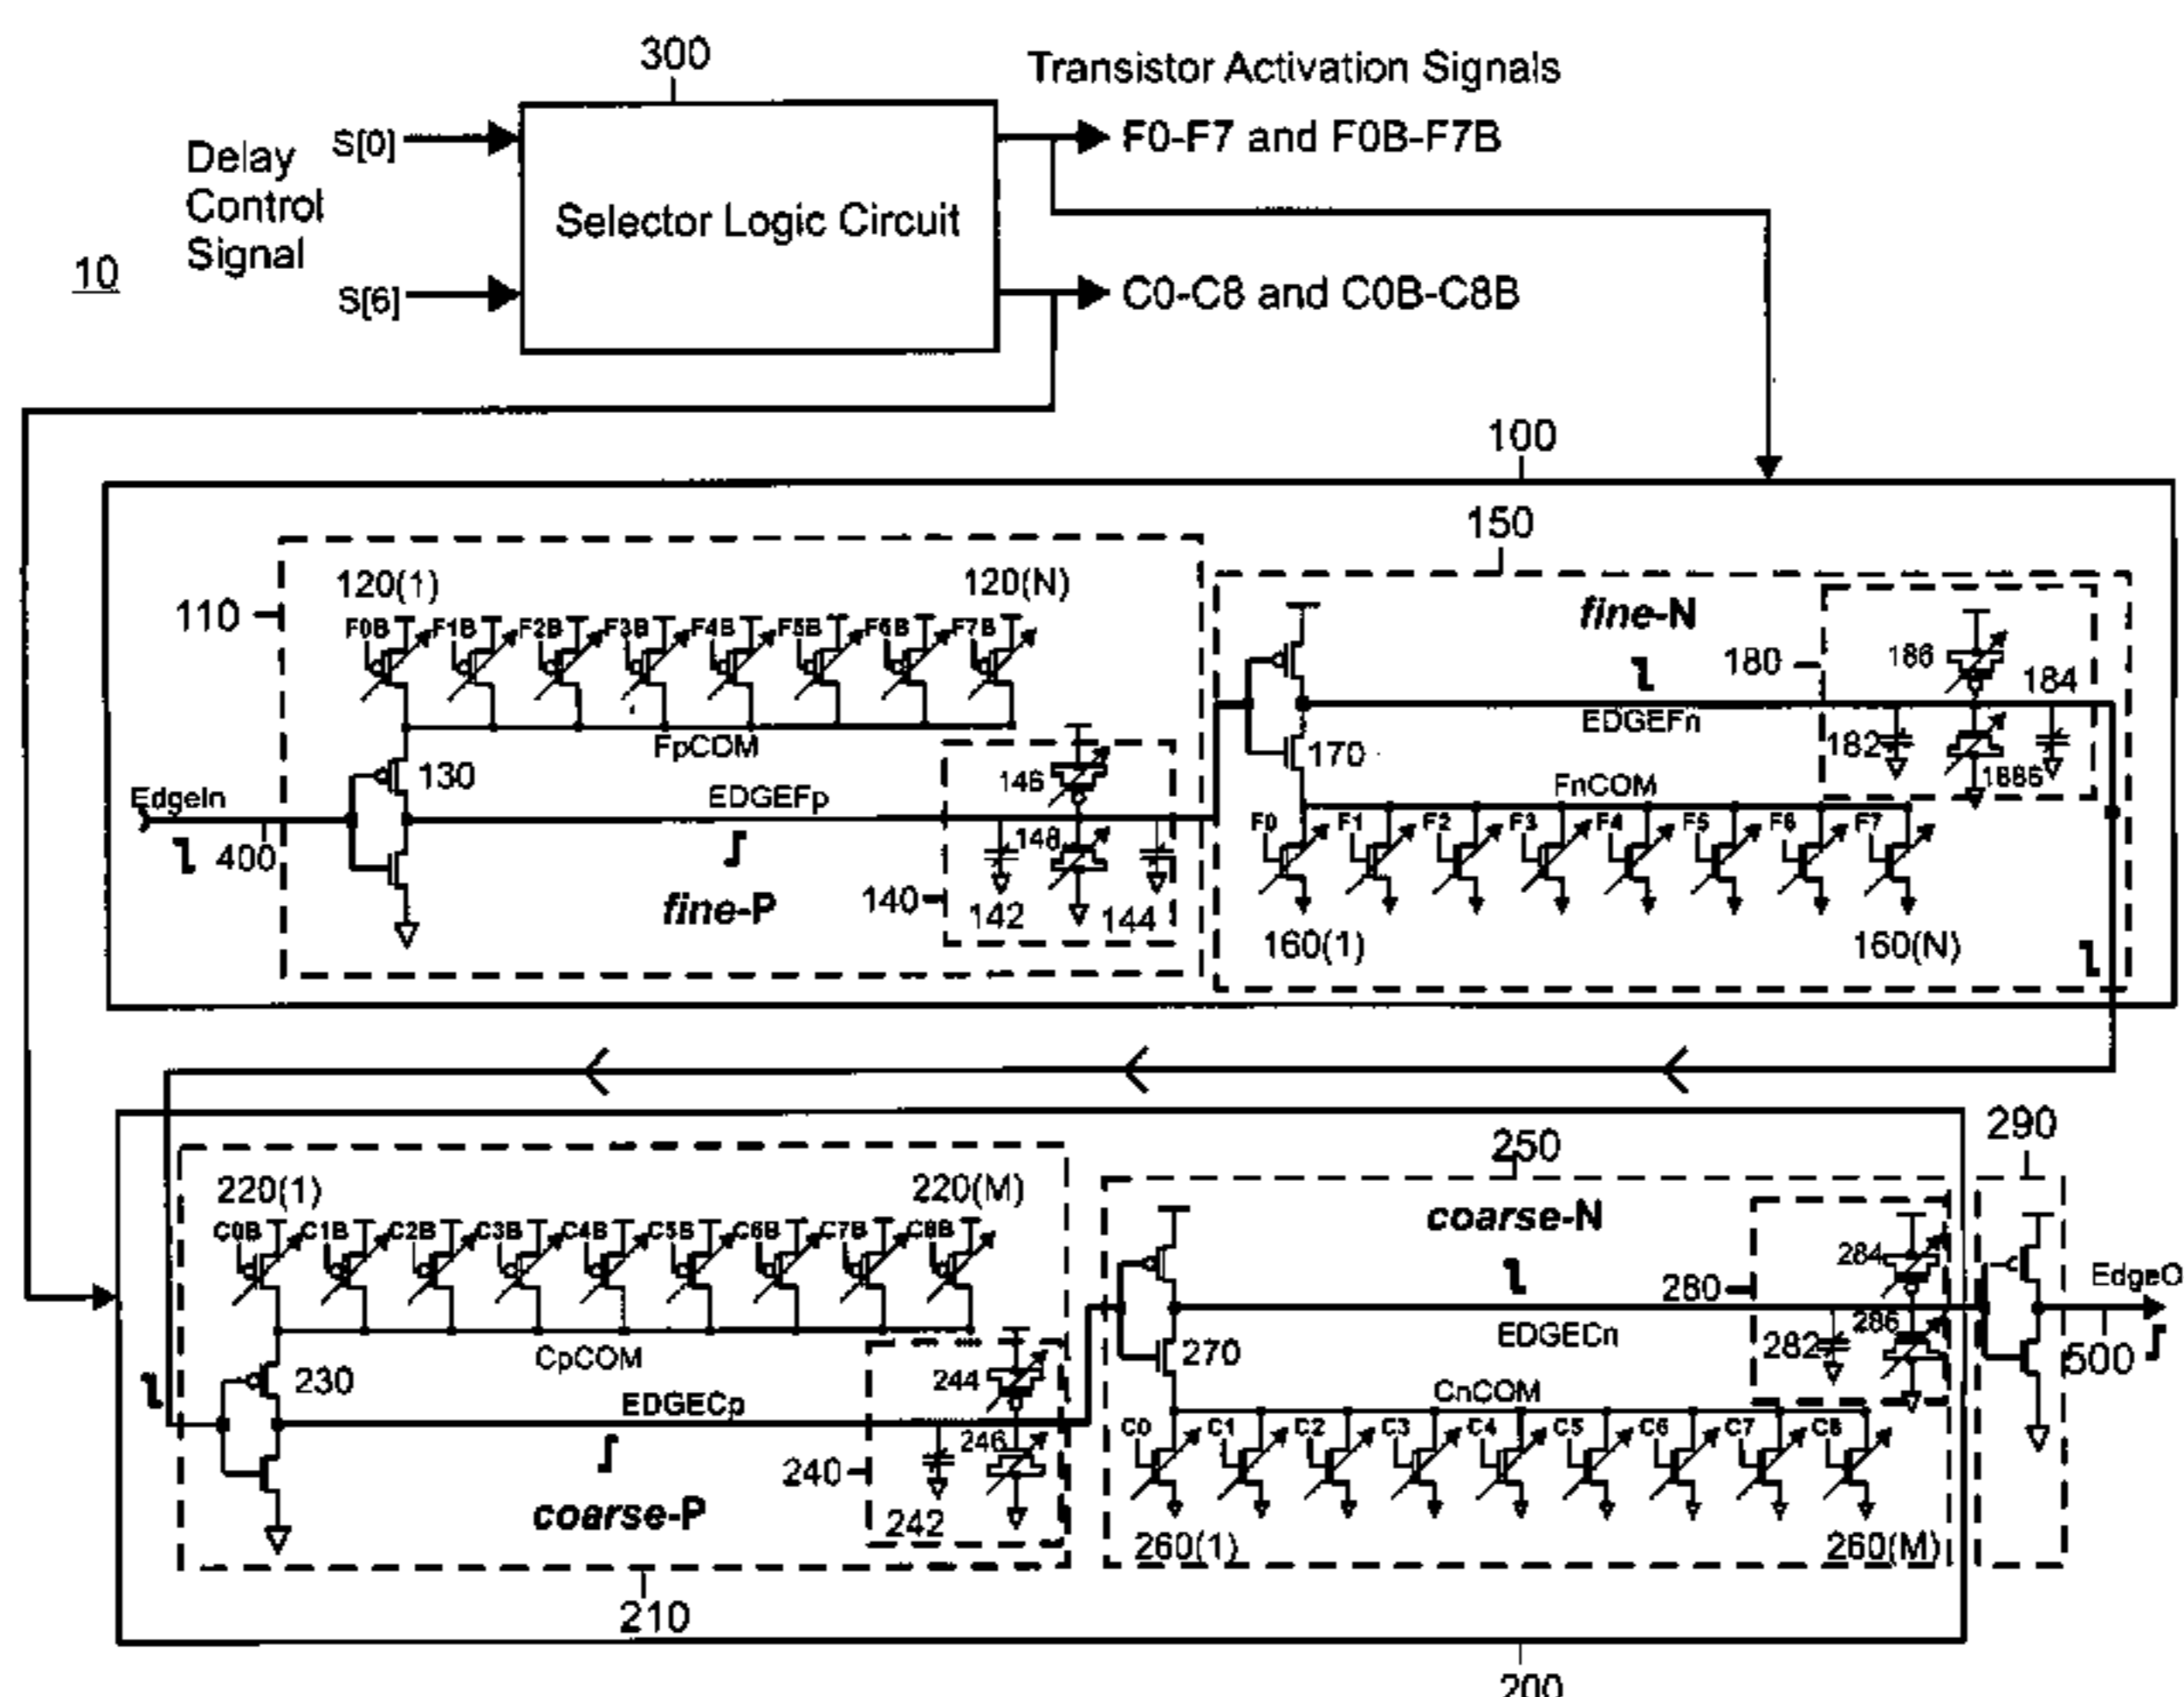 300
Transistor Activation Signals
Delay
Control
Signal
S[0]
S[6]
Selector Logic Circuit
F0-F7 and F0B-F7B
C0-C8 and C0B-C8B
10
100
110
120(1)
120(N)
F0B F1B F2B F3B F4B F5B F6B F7B
FpCOM
130
EdgeIn
400
EDGEFp
fine-P
140
146
148
142
144
150
fine-N
180
186
184
182
1886
EDGEFn
170
FnCOM
F0 F1 F2 F3 F4 F5 F6 F7
160(1)
160(N)
220(1)
220(M)
C0B C1B C2B C3B C4B C5B C6B C7B C8B
CpCOM
230
EDGECp
coarse-P
240
244
246
242
210
250
coarse-N
280
284
286
282
EDGECn
270
CnCOM
C0 C1 C2 C3 C4 C5 C6 C7 C8
260(1)
260(M)
290
EdgeO
500
200